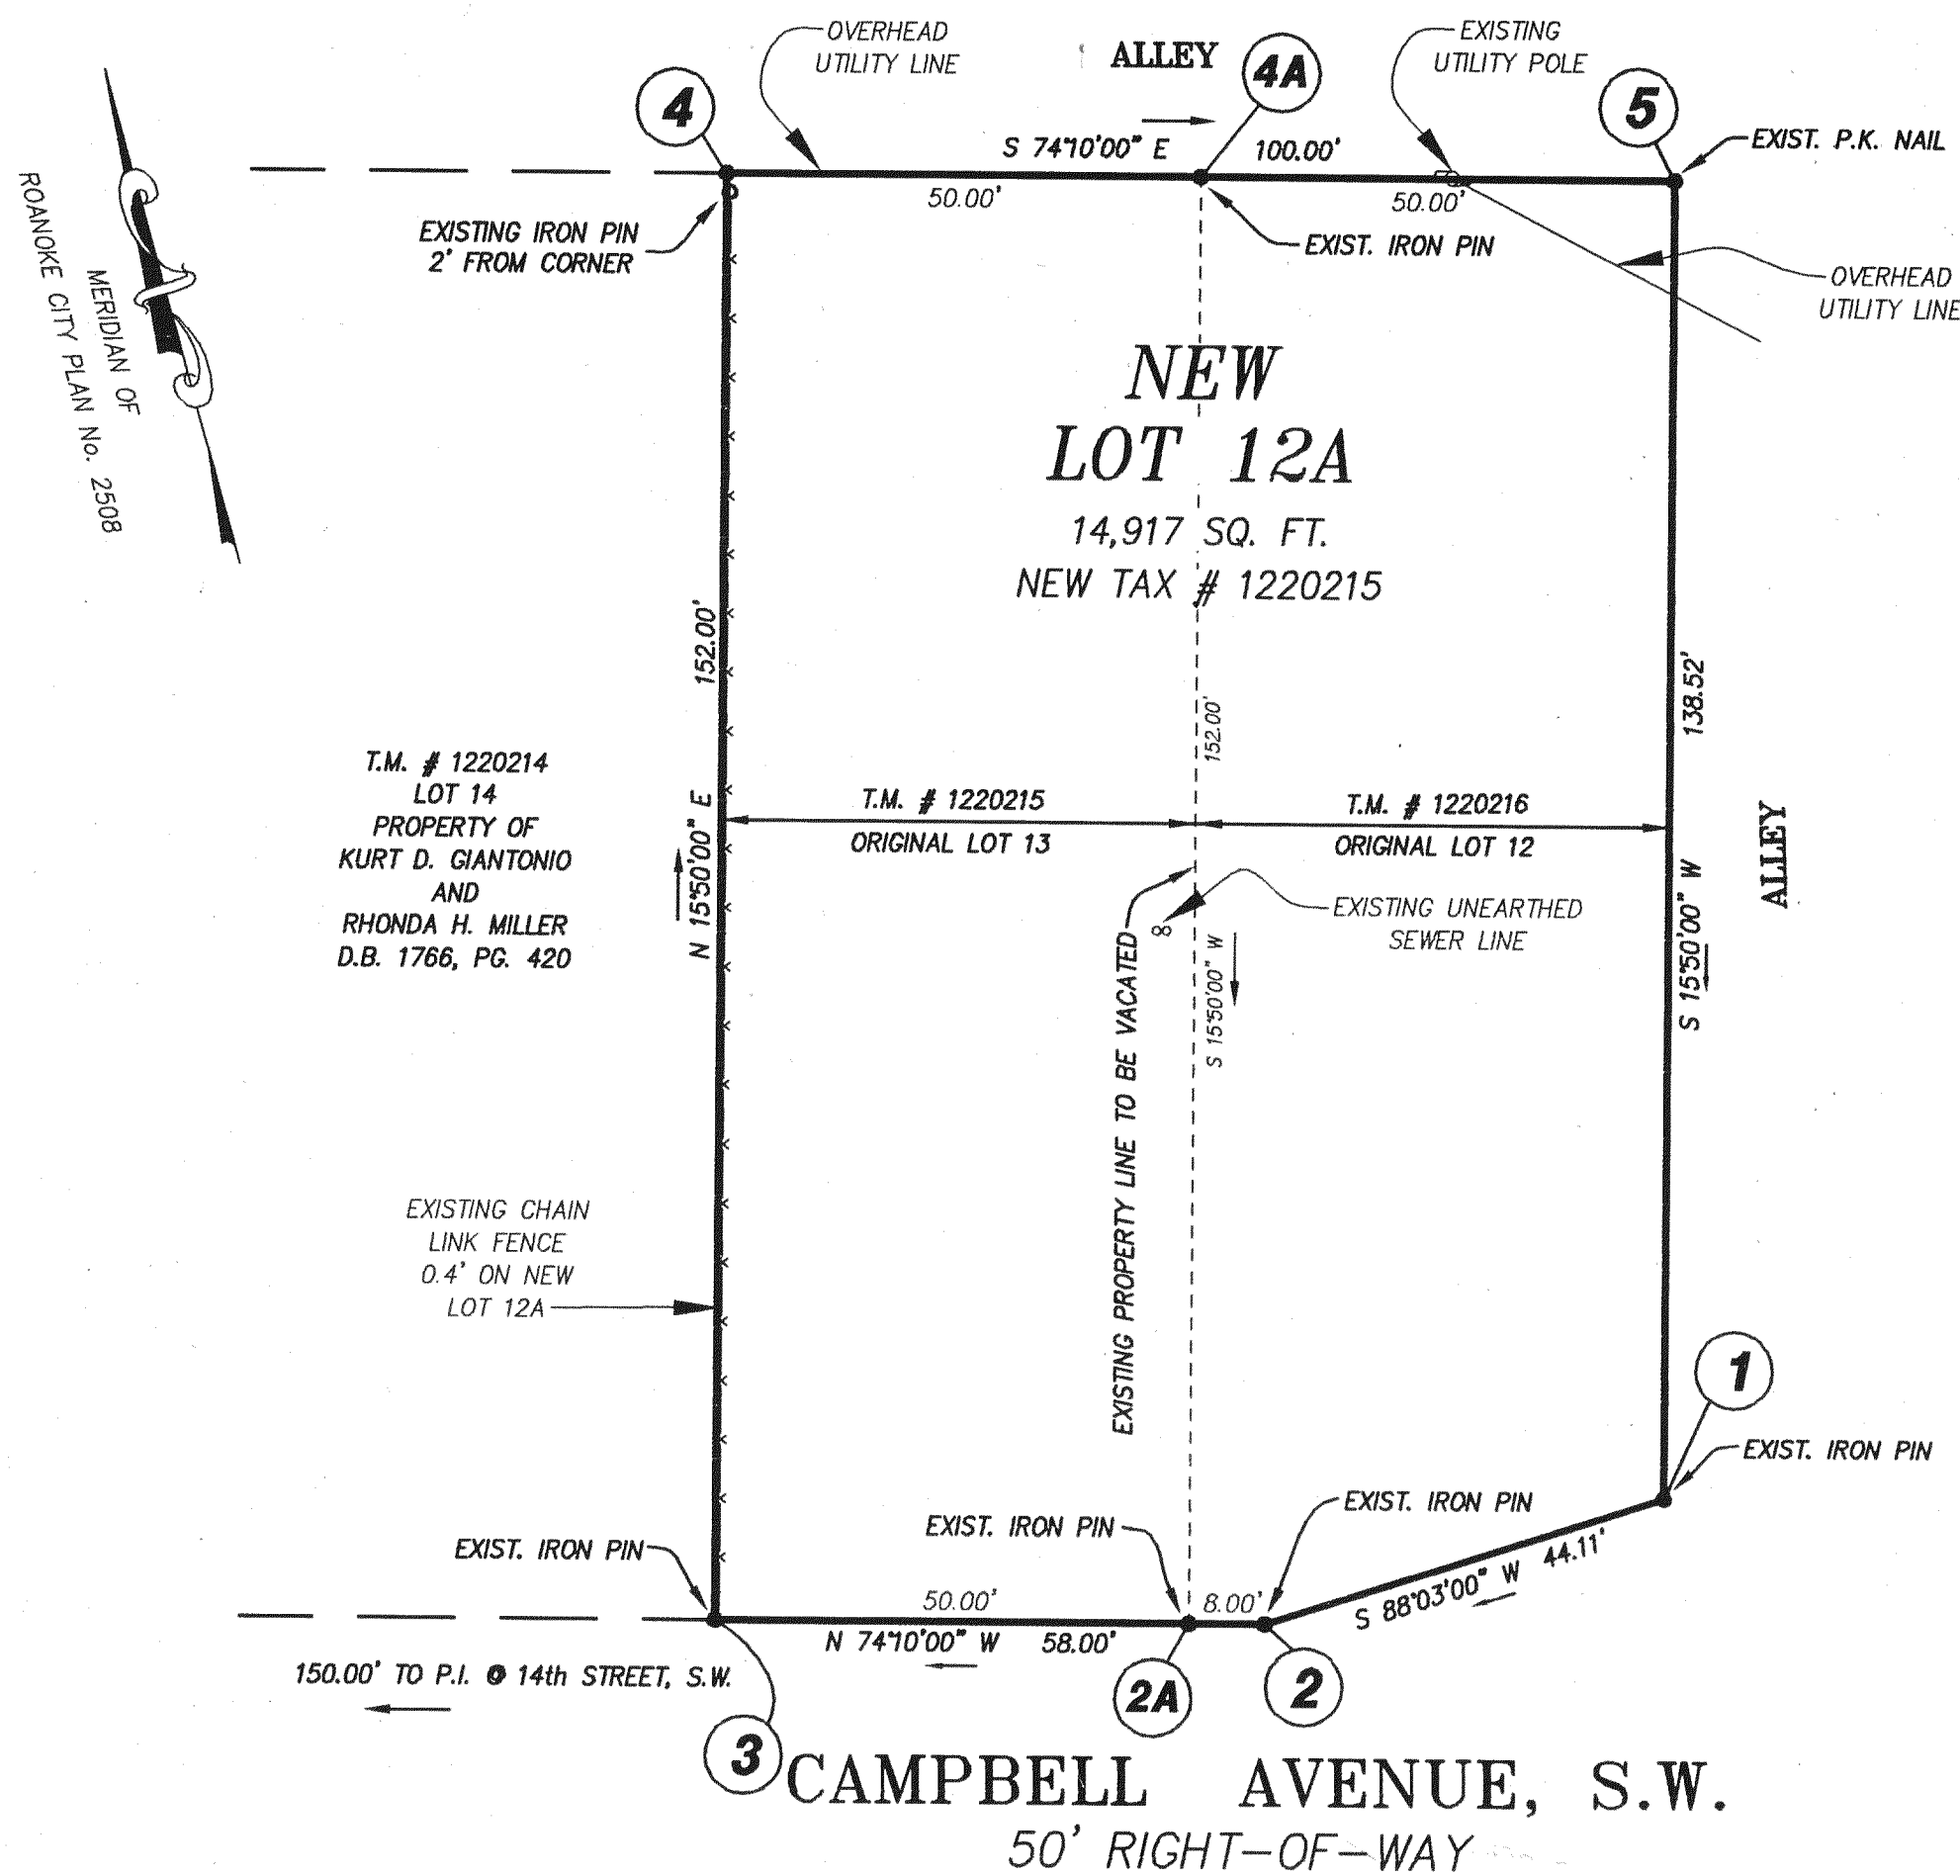 OVERHEAD
UTILITY LINE
ALLEY
4A
EXISTING
UTILITY POLE
4
5
S 74°10'00" E
100.00'
EXIST. P.K. NAIL
50.00'
50.00'
EXISTING IRON PIN
2' FROM CORNER
EXIST. IRON PIN
OVERHEAD
UTILITY LINE
MERIDIAN OF
ROANOKE CITY PLAN No. 2508
NEW
LOT 12A
14,917 SQ. FT.
NEW TAX # 1220215
152.00'
N 15°50'00" E
152.00'
S 15°50'00" W
138.52'
S 15°50'00" W
ALLEY
T.M. # 1220214
LOT 14
PROPERTY OF
KURT D. GIANTONIO
AND
RHONDA H. MILLER
D.B. 1766, PG. 420
T.M. # 1220215
ORIGINAL LOT 13
T.M. # 1220216
ORIGINAL LOT 12
EXISTING UNEARTHED
SEWER LINE
EXISTING PROPERTY LINE TO BE VACATED
EXISTING CHAIN
LINK FENCE
0.4' ON NEW
LOT 12A
1
EXIST. IRON PIN
EXIST. IRON PIN
EXIST. IRON PIN
EXIST. IRON PIN
S 88°03'00" W 44.11'
50.00'
8.00'
N 74°10'00" W 58.00'
150.00' TO P.I. @ 14th STREET, S.W.
2A
2
3
CAMPBELL AVENUE, S.W.
50' RIGHT-OF-WAY